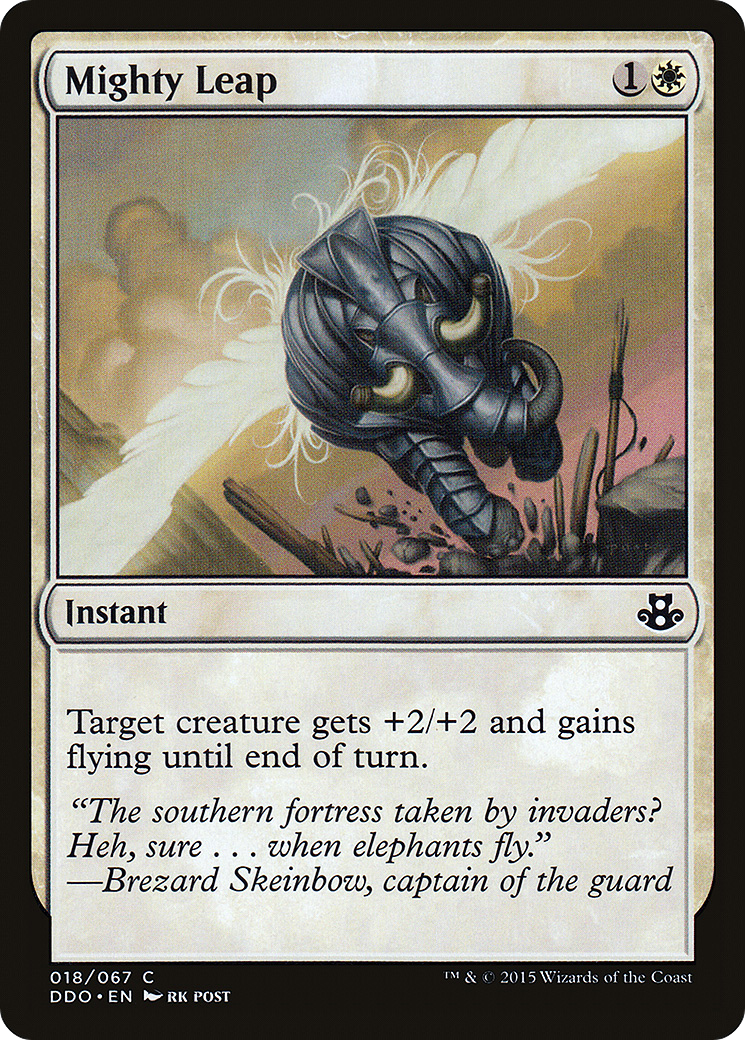 Mighty Leap 1
POST
Instant
Target creature gets +2/+2 and gains
flying until end of turn.
“The southern fortress taken by invaders?
Heh, sure . . . when elephants fly.”
—Brezard Skeinbow, captain of the guard
018/067 C
™ & © 2015 Wizards of the Coast
DDO • EN RK POST